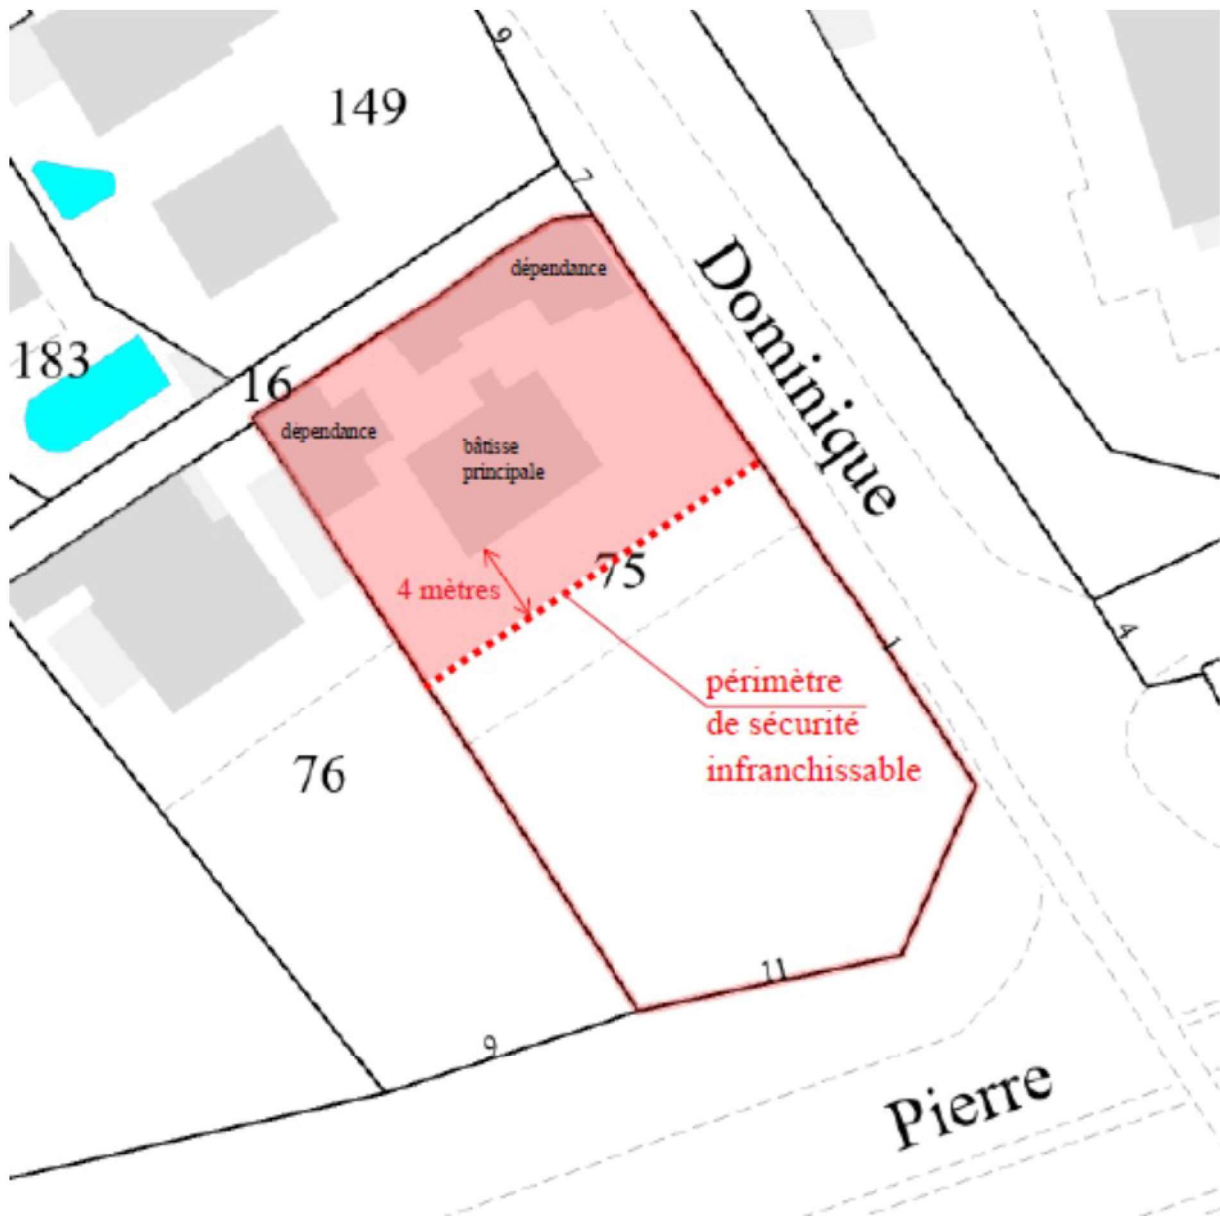 9
149
7
dépendance
Dominique
183
16
dépendance
bâtisse
principale
75
4 mètres
4
1
périmètre
de sécurité
infranchissable
76
11
9
Pierre